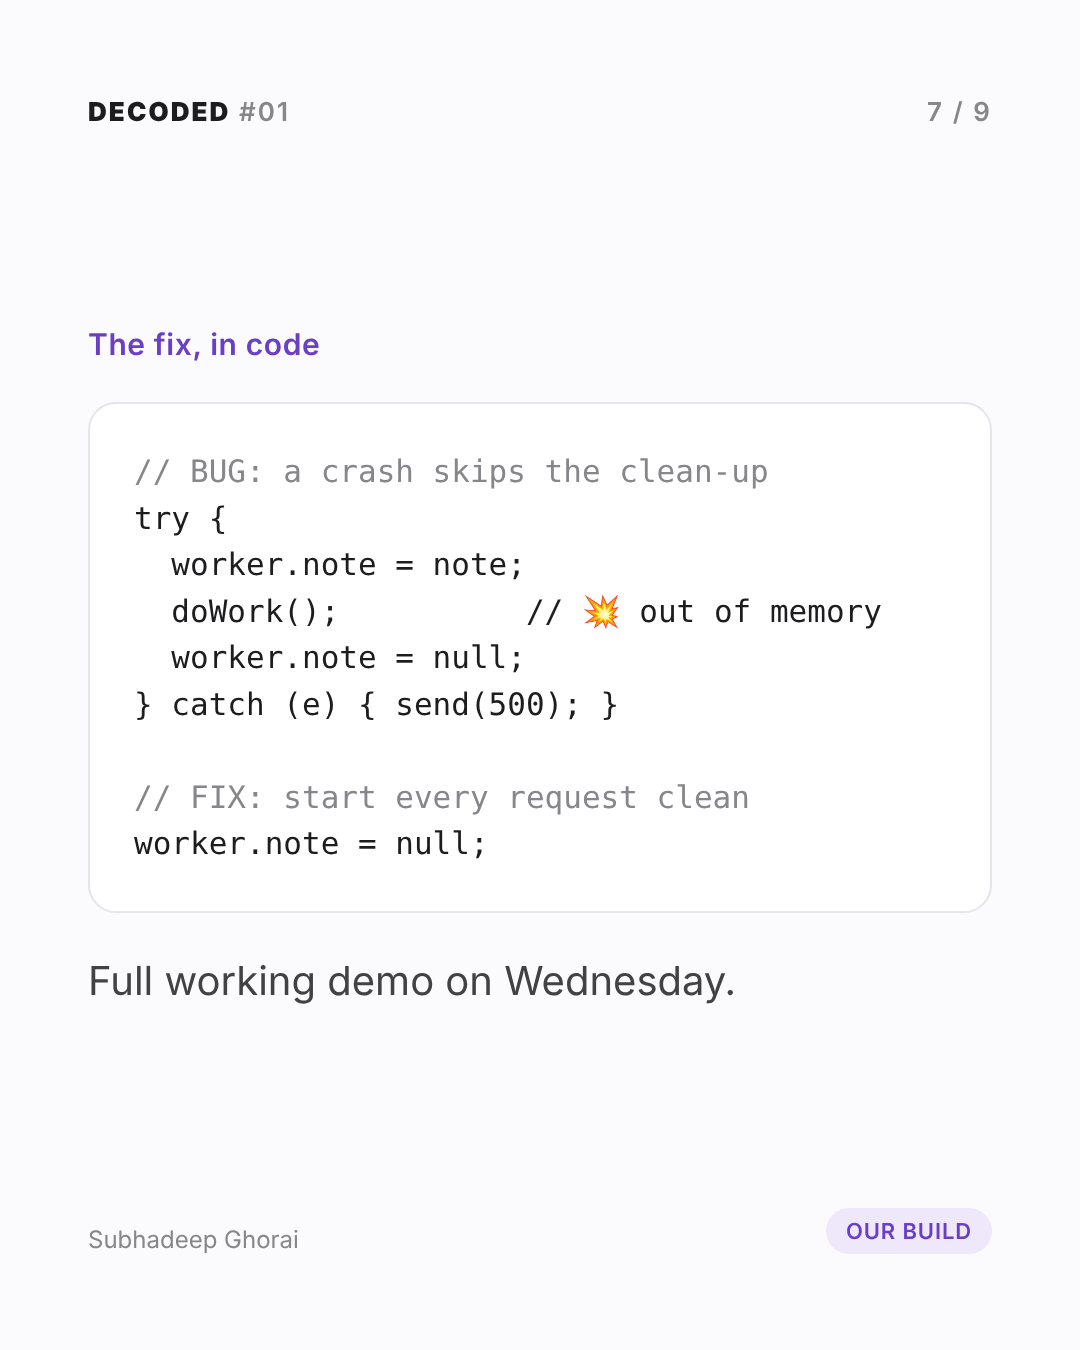 DECODED #01
7 / 9
The fix, in code
// BUG: a crash skips the clean-up
try {
  worker.note = note;
  doWork();          // 💥 out of memory
  worker.note = null;
} catch (e) { send(500); }
// FIX: start every request clean
worker.note = null;
Full working demo on Wednesday.
Subhadeep Ghorai
OUR BUILD